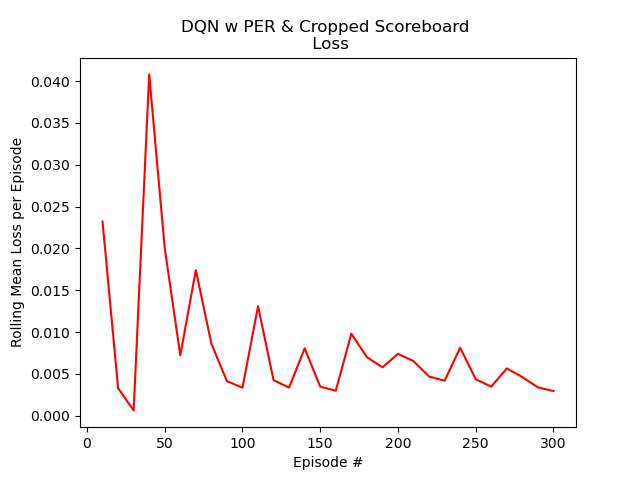 DQN w PER & Cropped Scoreboard
Loss
0.040
0.035
0.030
0.025
0.020
0.015
0.010
0.005
0.000
Rolling Mean Loss per Episode
0 50 100 150 200 250 300
Episode #